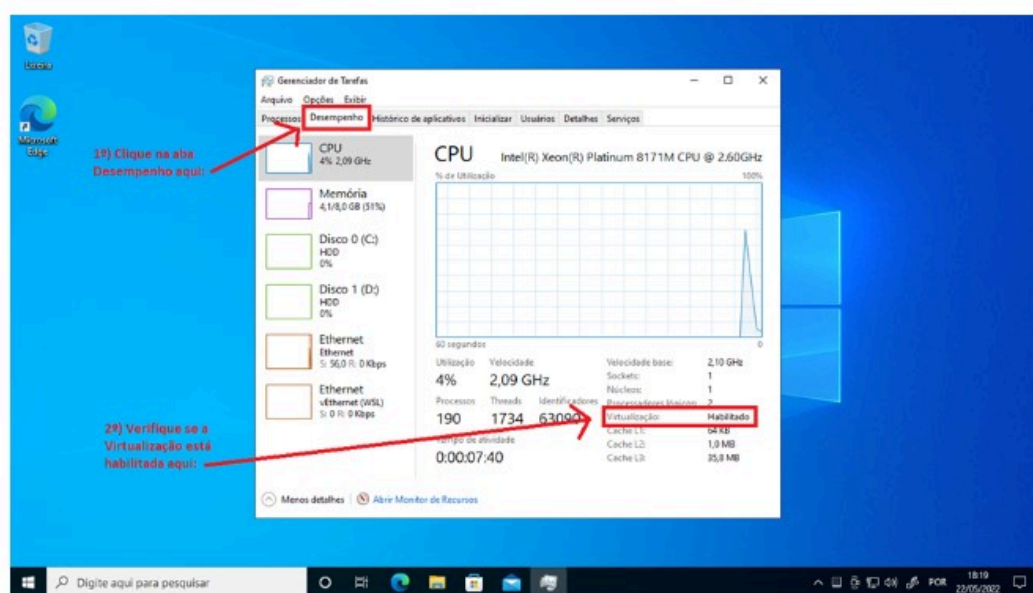 Lixeira
Microsoft
Edge
1º) Clique na aba
Desempenho aqui:
2º) Verifique se a
Virtualização está
habilitada aqui:
Gerenciador de Tarefas
Arquivo Opções Exibir
Processos Desempenho Histórico de aplicativos Inicializar Usuários Detalhes Serviços
CPU
4% 2,09 GHz
Memória
4,1/8,0 GB (51%)
Disco 0 (C:)
HDD
0%
Disco 1 (D:)
HDD
0%
Ethernet
Ethernet
S: 56,0 R: 0 Kbps
Ethernet
vEthernet (WSL)
S: 0 R: 0 Kbps
CPU Intel(R) Xeon(R) Platinum 8171M CPU @ 2.60GHz
% de Utilização 100%
60 segundos 0
Utilização Velocidade
4% 2,09 GHz
Processos Threads Identificadores
190 1734 63090
Tempo de atividade
0:00:07:40
Velocidade base: 2,10 GHz
Sockets: 1
Núcleos: 1
Processadores lógicos: 2
Virtualização: Habilitado
Cache L1: 64 KB
Cache L2: 1,0 MB
Cache L3: 35,8 MB
Menos detalhes Abrir Monitor de Recursos
Digite aqui para pesquisar
POR
18:19
22/05/2022